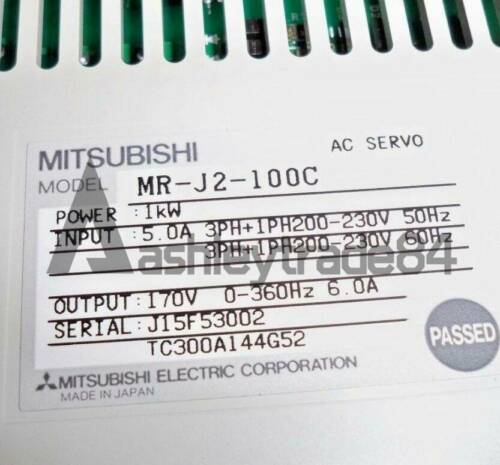 MITSUBISHI
AC SERVO
MODEL MR-J2-100C
POWER :1kW
INPUT :5.0A 3PH+1PH200-230V 50Hz
3PH+1PH200-230V 60Hz
Aashleytrade84
OUTPUT:170V 0-360Hz 6.0A
SERIAL:J15F53002
TC300A144G52
PASSED
MITSUBISHI ELECTRIC CORPORATION
MADE IN JAPAN